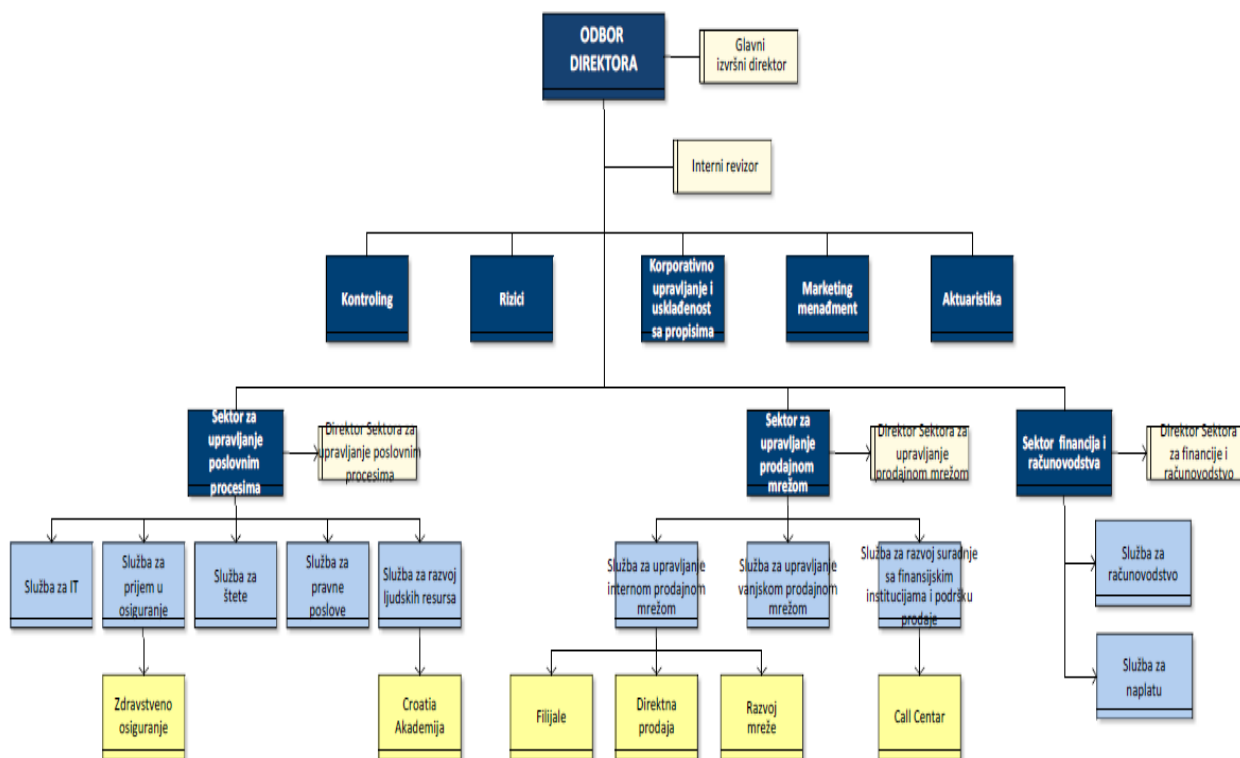 ODBOR
DIREKTORA
Glavni
izvršni direktor
Interni revizor
Kontroling
Rizici
Korporativno
upravljanje i
usklađenost
sa propisima
Marketing
menađment
Aktuaristika
Sektor za
upravljanje
poslovnim
procesima
Direktor Sektora za
upravljanje poslovnim
procesima
Sektor za
upravljanje
prodajnom
mrežom
Direktor Sektora za
upravljanje
prodajnom mrežom
Sektor financija i
računovodstva
Direktor Sektora
za financije i
računovodstvo
Služba za IT
Služba za
prijem u
osiguranje
Služba za
štete
Služba za
pravne
poslove
Služba za razvoj
ljudskih resursa
Služba za upravljanje
internom prodajnom
mrežom
Služba za upravljanje
vanjskom prodajnom
mrežom
Služba za razvoj suradnje
sa finansijskim
institucijama i podršku
prodaje
Služba za
računovodstvo
Služba za
naplatu
Zdravstveno
osiguranje
Croatia
Akademija
Filijale
Direktna
prodaja
Razvoj
mreže
Call Centar